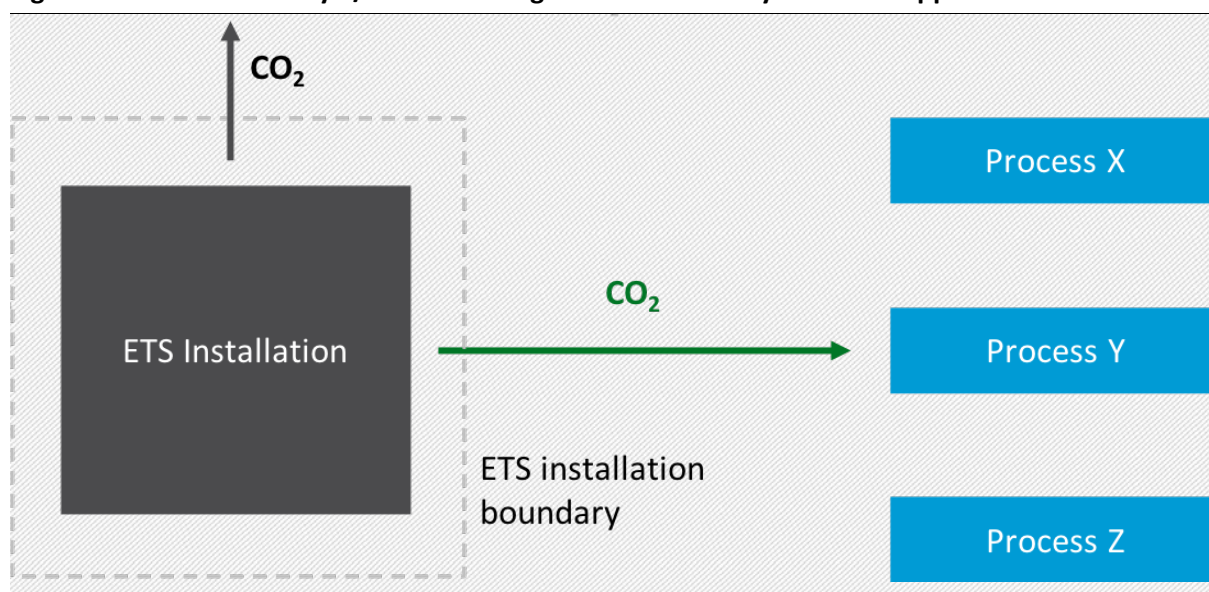 CO₂
Process X
CO₂
ETS Installation
Process Y
ETS installation
boundary
Process Z